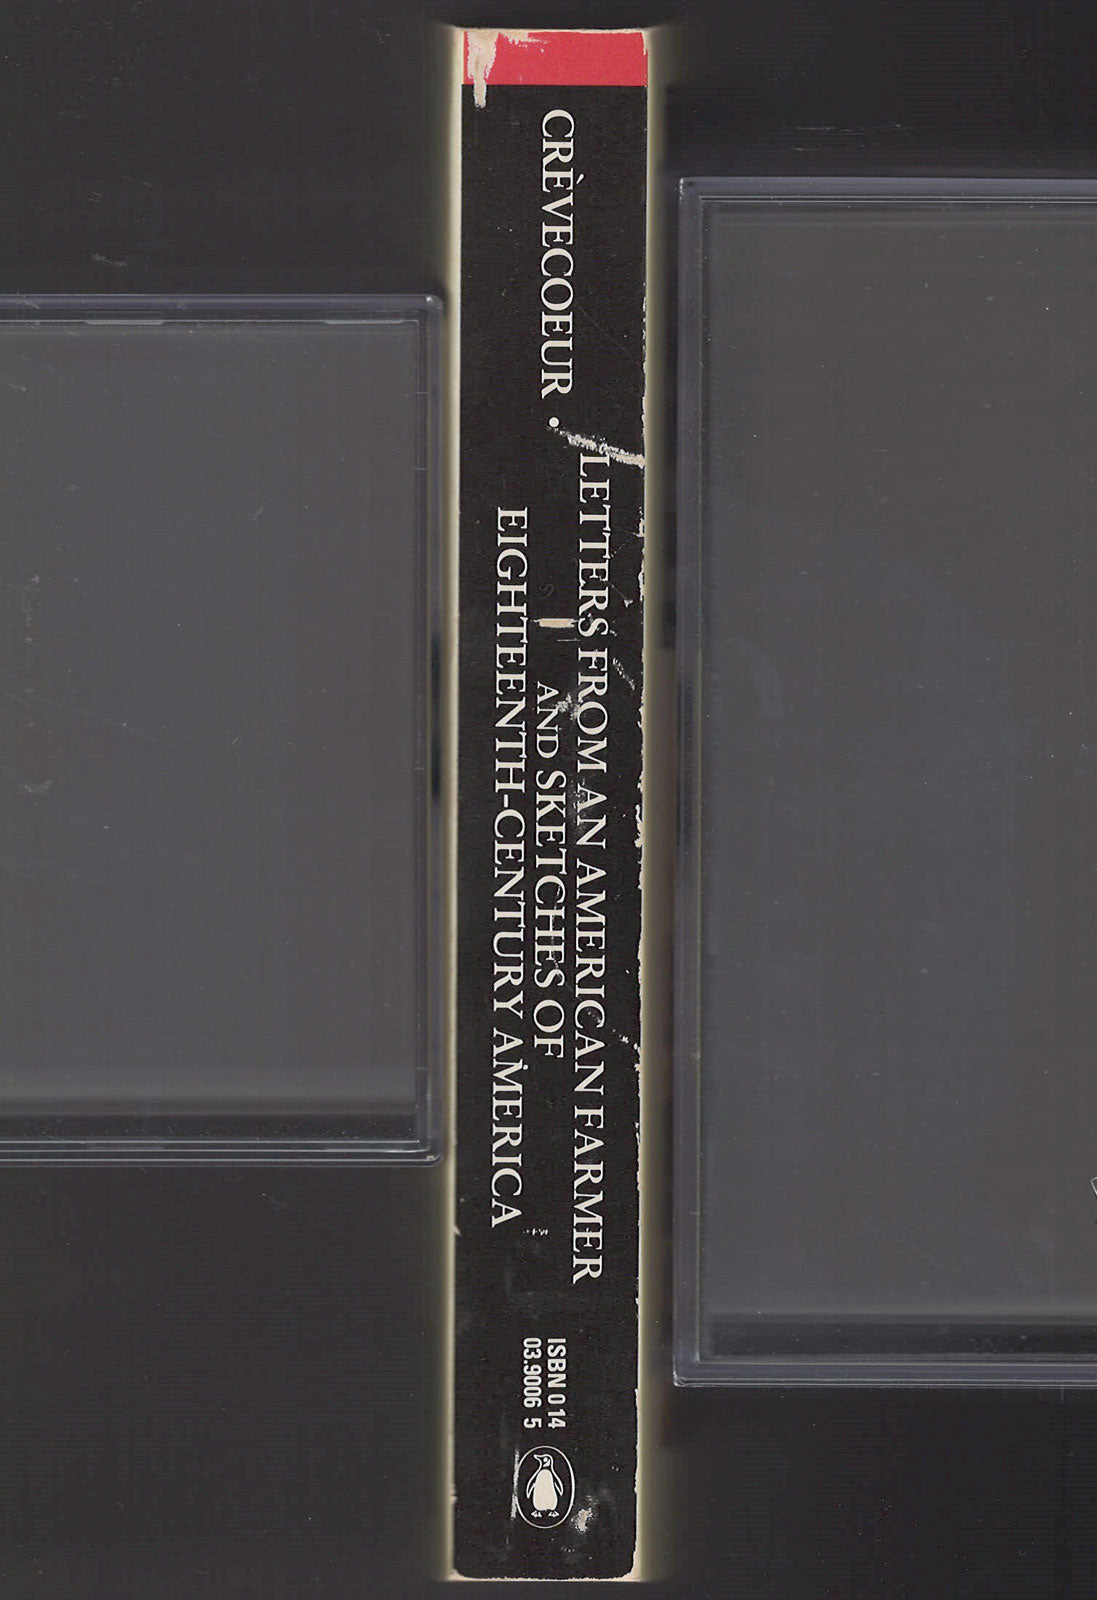 CRÈVECOEUR •
LETTERS FROM AN AMERICAN FARMER
AND SKETCHES OF
EIGHTEENTH-CENTURY AMERICA
ISBN 0 14
03.9006 5